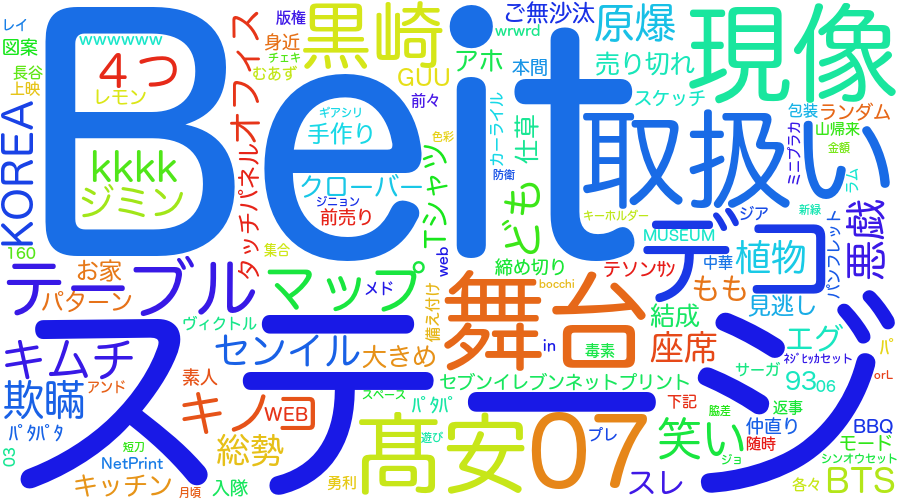 レイ
版権
wwwwww
図案
身近
チェキ
長谷
上映
4つ
レモン
むあず
黒崎
ご無沙汰
wrwrd
GUU
アホ
原爆
本間
売り切れ
現像
Beit
オフィス
タッチパネル
前々
ギアシリ
手作り
色彩
カーライル
仕草
スケッチ
包装
ランダム
山帰来
金額
ミニプラカ
ラム
KOREA
kkkk
ジミン
クローバー
ジニョン
前売り
Tシャツ
防衛
取扱い
160
お家
パターン
集合
web
ども
締め切り
キーホルダー
新緑
MUSEUM
ジア
パンフレット
悪戯
テーブル
マップ
メド
備え付け
テソンサン
bocchi
デコ
中華
植物
もも
見逃し
ヴィクトル
舞台
in
毒素
結成
座席
エグ
ネジヒッカセット
パ
キムチ
センイル
大きめ
欺瞞
アンド
素人
スペース
セブンイレブンネットプリント
サーガ
9306
orL
パタパタ
キノコ
WEB
パタパ
下記
脇差
返事
ステージ
総勢
遊び
髙安
07
プレ
笑い
仲直り
随時
BBQ
モード
ジョ
シンオウセット
03
短刀
NetPrint
キッチン
月頃
入隊
勇利
スレ
各々
BTS